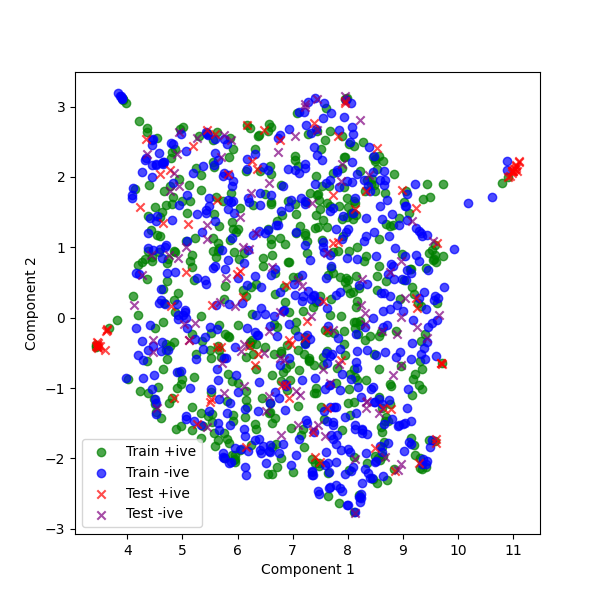 3
2
1
0
−1
−2
−3
Component 2
Train +ive
Train -ive
Test +ive
Test -ive
4 5 6 7 8 9 10 11
Component 1